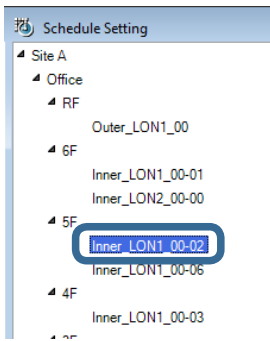 Schedule Setting
Site A
Office
RF
Outer_LON1_00
6F
Inner_LON1_00-01
Inner_LON2_00-00
5F
Inner_LON1_00-02
Inner_LON1_00-06
4F
Inner_LON1_00-03